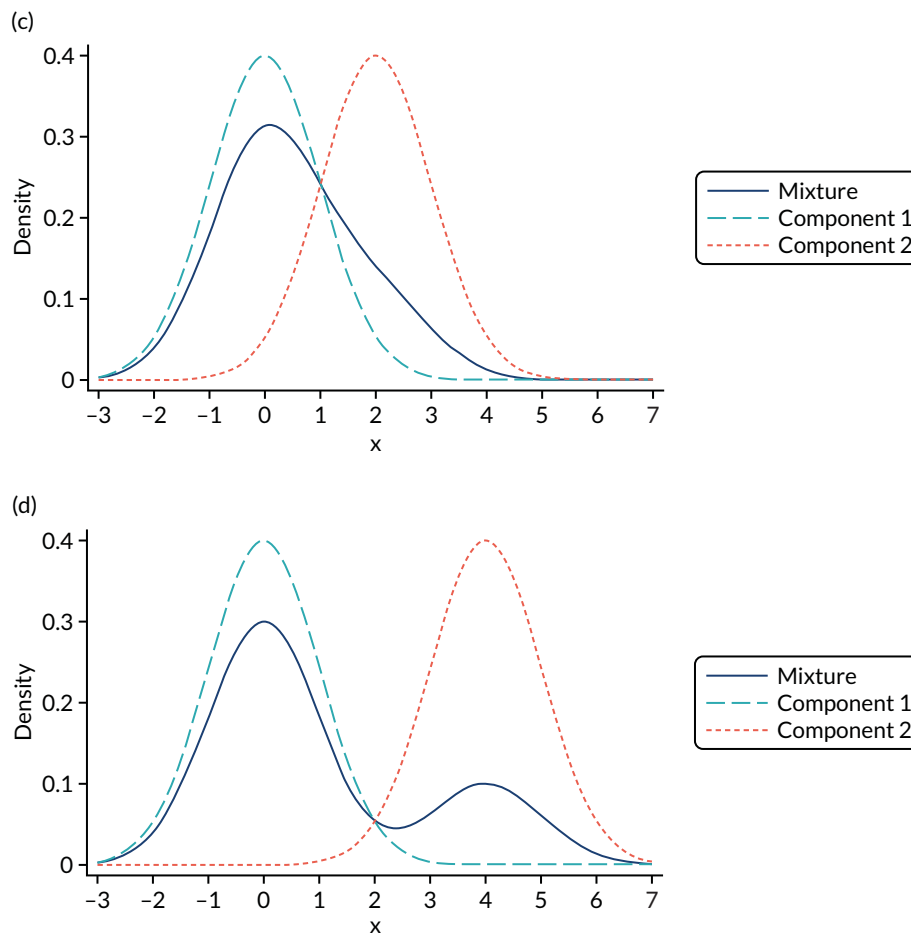 (c)
0.4
0.3
0.2
0.1
0
Density
–3 –2 –1 0 1 2 3 4 5 6 7
x
Mixture
Component 1
Component 2
(d)
0.4
0.3
0.2
0.1
0
Density
–3 –2 –1 0 1 2 3 4 5 6 7
x
Mixture
Component 1
Component 2